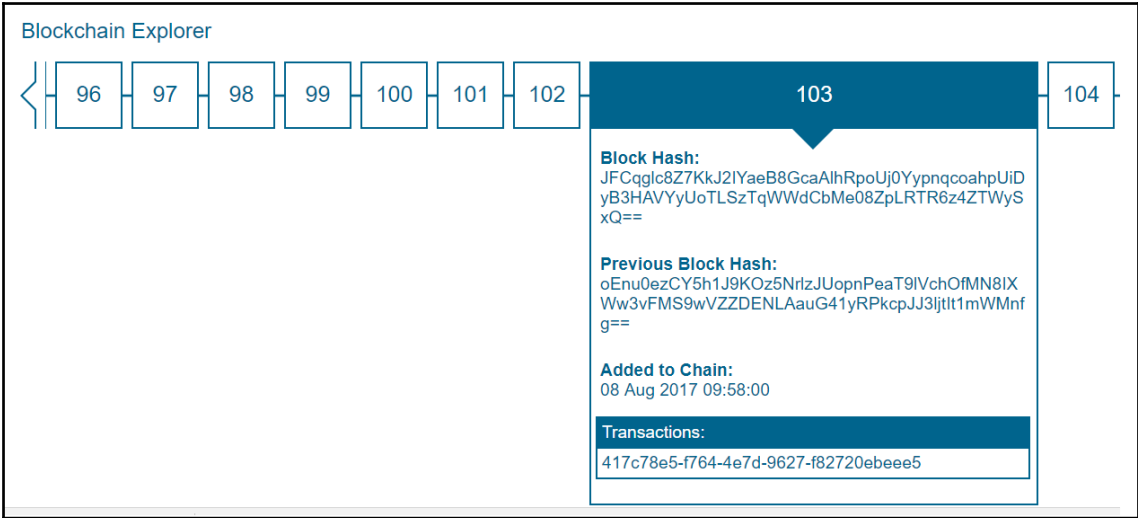 Blockchain Explorer
96 97 98 99 100 101 102 103 104
Block Hash:
JFCqglc8Z7KkJ2IYaeB8GcaAlhRpoUj0YypnqcoahpUiD
yB3HAVYyUoTLSzTqWWdCbMe08ZpLRTR6z4ZTWyS
xQ==
Previous Block Hash:
oEnu0ezCY5h1J9KOz5NrlzJUopnPeaT9lVchOfMN8IX
Ww3vFMS9wVZZDENLAauG41yRPkcpJJ3ljtlt1mWMnf
g==
Added to Chain:
08 Aug 2017 09:58:00
Transactions:
417c78e5-f764-4e7d-9627-f82720ebeee5